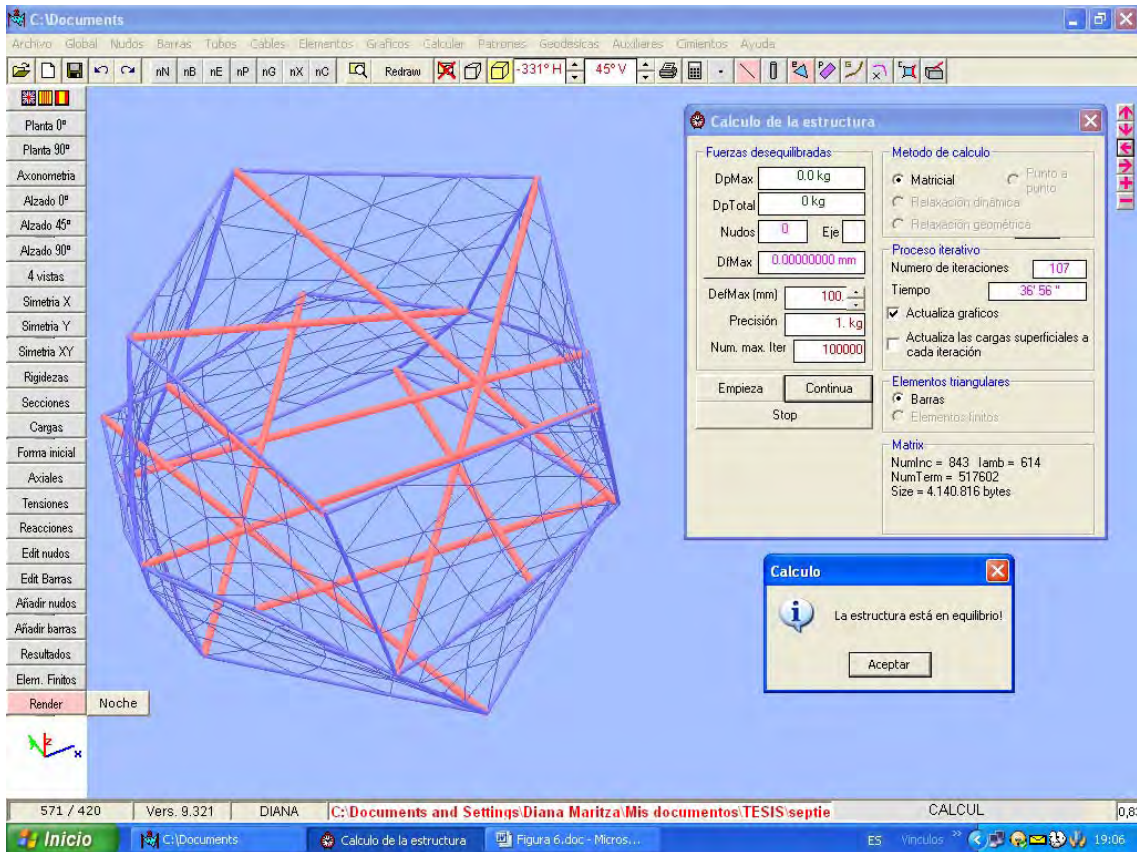 C:\Documents
Archivo Global Nudos Barras Tubos Cables Elementos Graficos Calcular Patrones Geodesicas Auxiliares Cimientos Ayuda
nN nB nE nP nG nX nC Redraw -331° H 45° V
Planta 0º
Planta 90º
Axonometria
Alzado 0º
Alzado 45º
Alzado 90º
4 vistas
Simetria X
Simetria Y
Simetria XY
Rigidezas
Secciones
Cargas
Forma inicial
Axiales
Tensiones
Reacciones
Edit nudos
Edit Barras
Añadir nudos
Añadir barras
Resultados
Elem. Finitos
Render Noche
z
x
Calculo de la estructura
Fuerzas desequilibradas
DpMax 0.0 kg
DpTotal 0 kg
Nudos 0 Eje
DfMax 0.00000000 mm
DefMax (mm) 100.
Precisión 1. kg
Num. max. Iter 100000
Empieza Continua
Stop
Metodo de calculo
Matricial Punto a punto
Relaxación dinámica
Relaxación geométrica
Proceso iterativo
Numero de iteraciones 107
Tiempo 36' 56 "
Actualiza graficos
Actualiza las cargas superficiales a
cada iteración
Elementos triangulares
Barras
Elementos finitos
Matrix
NumInc = 843 Iamb = 614
NumTerm = 517602
Size = 4.140.816 bytes
Calculo
La estructura está en equilibrio!
Aceptar
571 / 420 Vers. 9.321 DIANA C:\Documents and Settings\Diana Maritza\Mis documentos\TESIS\septie CALCUL 0,8
Inicio C:\Documents Calculo de la estructura Figura 6.doc - Micros... ES Vínculos » 19:06